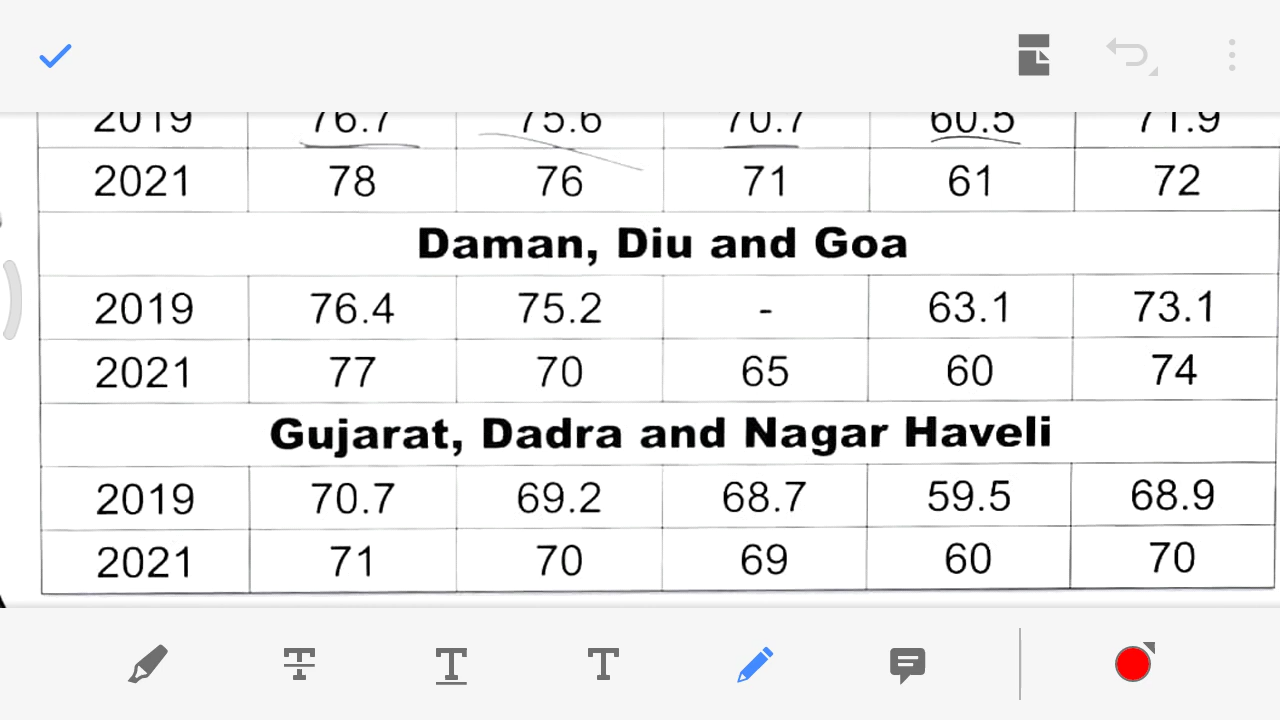 2019 76.7 75.6 70.7 60.5 71.9
2021 78 76 71 61 72
Daman, Diu and Goa
2019 76.4 75.2 - 63.1 73.1
2021 77 70 65 60 74
Gujarat, Dadra and Nagar Haveli
2019 70.7 69.2 68.7 59.5 68.9
2021 71 70 69 60 70